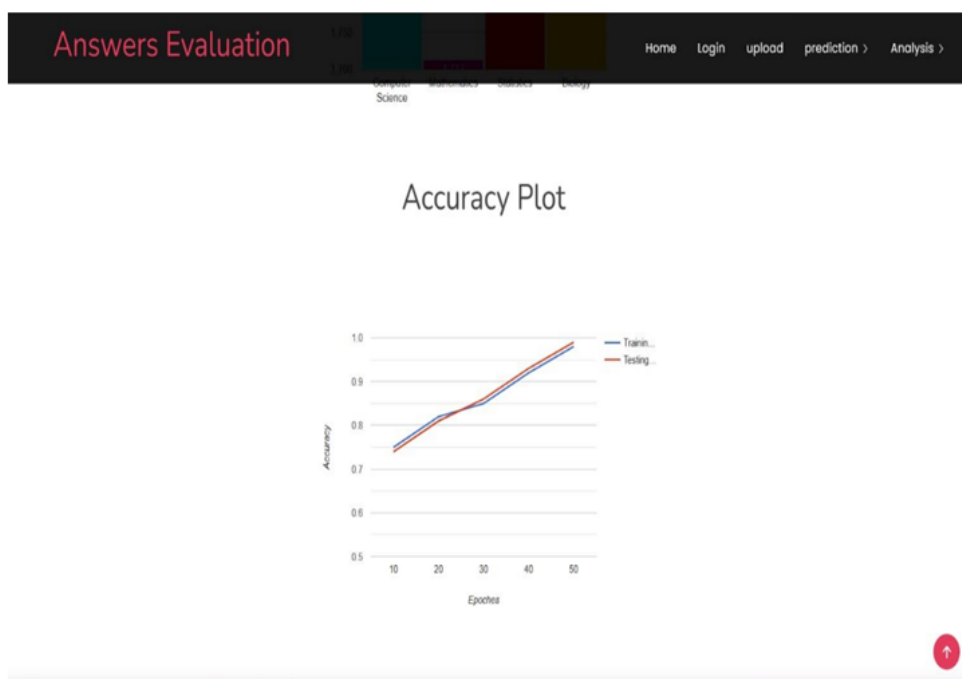 Answers Evaluation
Home Login upload prediction > Analysis >
Computer Mathematics Statistics Biology
Science
Accuracy Plot
1.0
0.9
0.8
0.7
0.6
0.5
Accuracy
10 20 30 40 50
Epoches
Trainin...
Testing...